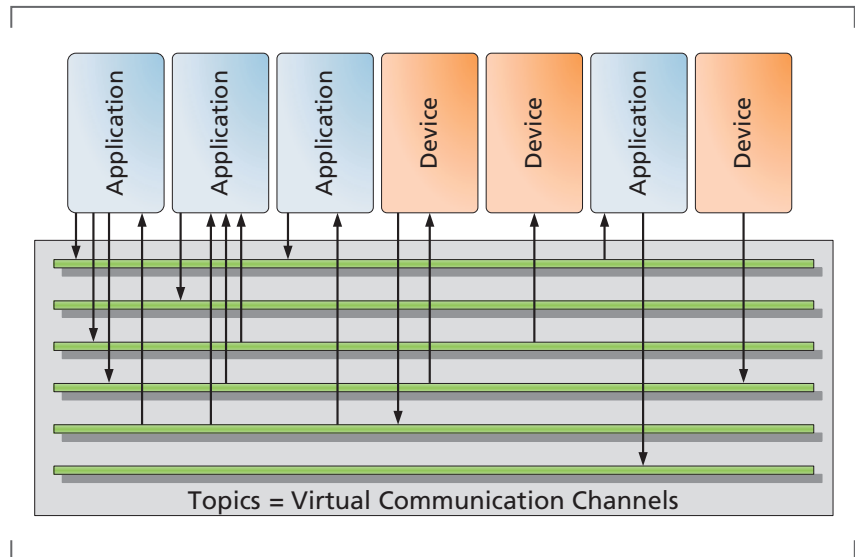 Application
Application
Application
Device
Device
Application
Device
Topics = Virtual Communication Channels